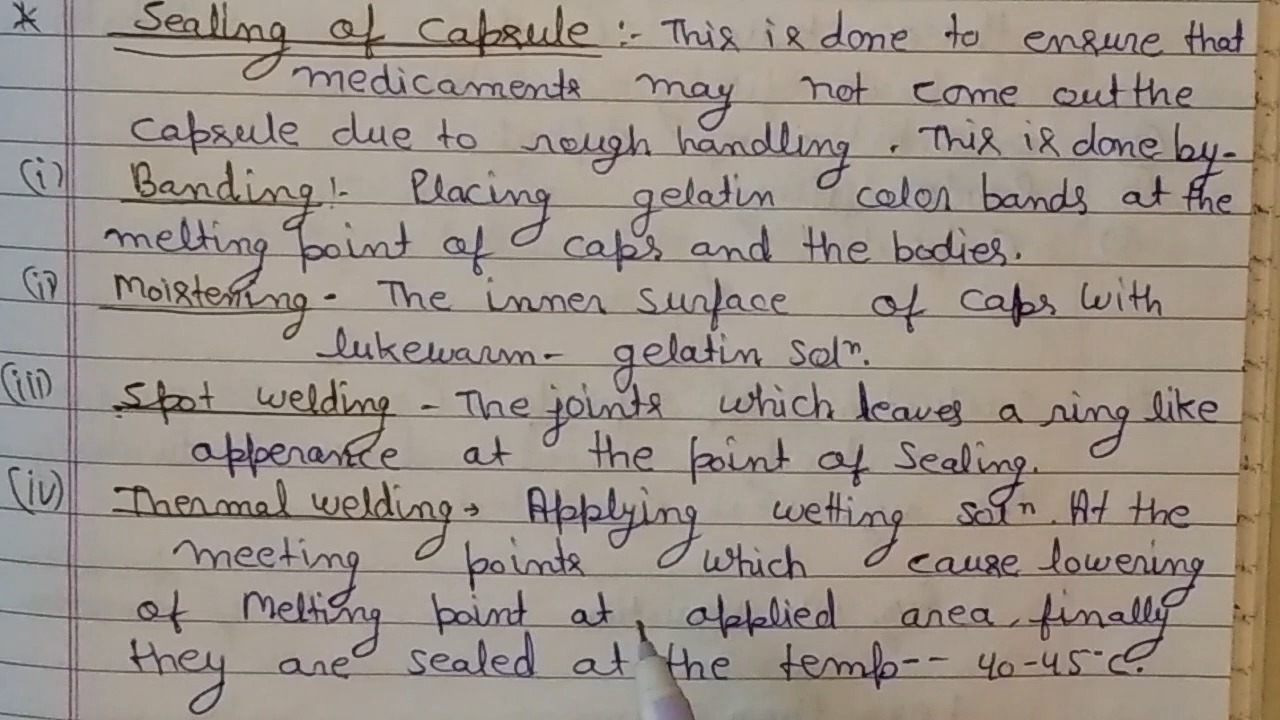 * Sealing of Capsule :- This is done to ensure that
medicaments may not come out the
capsule due to rough handling. This is done by-
(i) Banding :- Placing gelatin color bands at the
melting point of caps and the bodies.
(ii) Moistening - The inner surface of caps with
lukewarm - gelatin solⁿ.
(iii) Spot welding - The joints which leaves a ring like
apperance at the point of Sealing.
(iv) Thermal welding → Applying wetting solⁿ. At the
meeting points which cause lowering
of Melting point at applied area, finally
they are sealed at the temp-- 40-45°C.